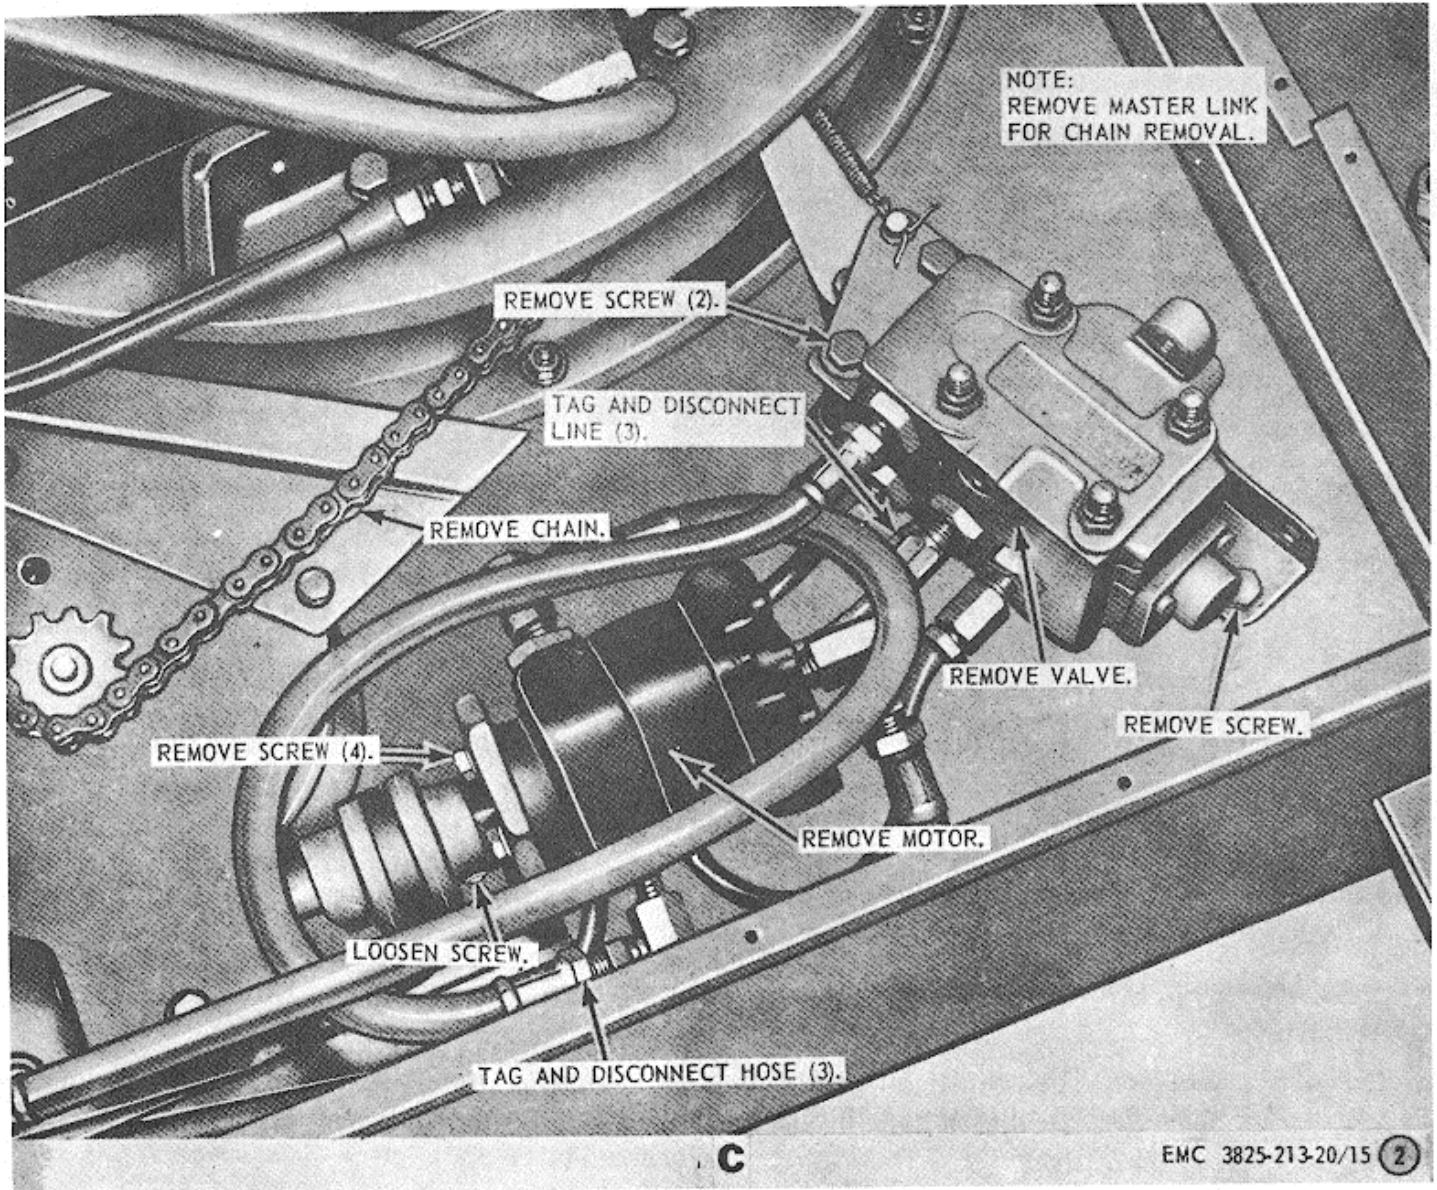 NOTE:
REMOVE MASTER LINK
FOR CHAIN REMOVAL.
REMOVE SCREW (2).
TAG AND DISCONNECT
LINE (3).
REMOVE CHAIN.
REMOVE VALVE.
REMOVE SCREW.
REMOVE SCREW (4).
REMOVE MOTOR.
LOOSEN SCREW.
TAG AND DISCONNECT HOSE (3).
C
EMC 3825-213-20/15 2